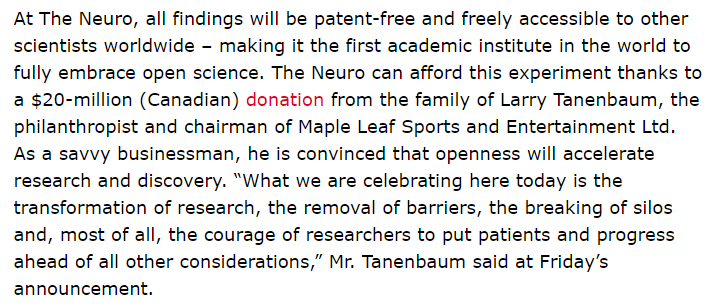 At The Neuro, all findings will be patent-free and freely accessible to other
scientists worldwide – making it the first academic institute in the world to
fully embrace open science. The Neuro can afford this experiment thanks to
a $20-million (Canadian) donation from the family of Larry Tanenbaum, the
philanthropist and chairman of Maple Leaf Sports and Entertainment Ltd.
As a savvy businessman, he is convinced that openness will accelerate
research and discovery. “What we are celebrating here today is the
transformation of research, the removal of barriers, the breaking of silos
and, most of all, the courage of researchers to put patients and progress
ahead of all other considerations,” Mr. Tanenbaum said at Friday’s
announcement.